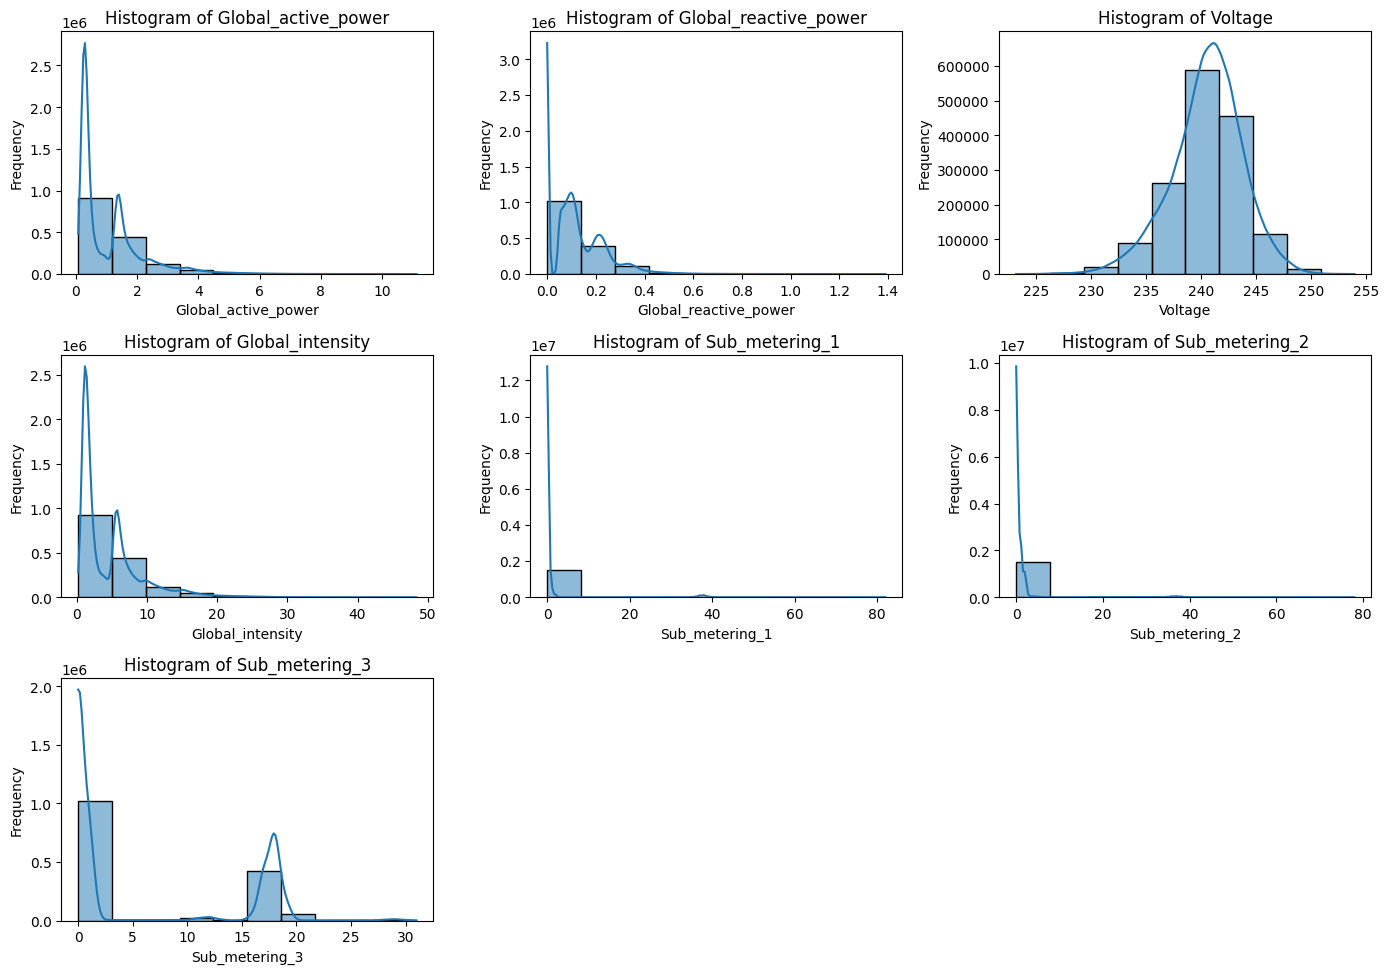 Histogram of Global_active_power
1e6
Frequency
2.5
2.0
1.5
1.0
0.5
0.0
0 2 4 6 8 10
Global_active_power
Histogram of Global_reactive_power
1e6
Frequency
3.0
2.5
2.0
1.5
1.0
0.5
0.0
0.0 0.2 0.4 0.6 0.8 1.0 1.2 1.4
Global_reactive_power
Histogram of Voltage
Frequency
600000
500000
400000
300000
200000
100000
0
225 230 235 240 245 250 255
Voltage
Histogram of Global_intensity
1e6
Frequency
2.5
2.0
1.5
1.0
0.5
0.0
0 10 20 30 40 50
Global_intensity
Histogram of Sub_metering_1
1e7
Frequency
1.2
1.0
0.8
0.6
0.4
0.2
0.0
0 20 40 60 80
Sub_metering_1
Histogram of Sub_metering_2
1e7
Frequency
1.0
0.8
0.6
0.4
0.2
0.0
0 20 40 60 80
Sub_metering_2
Histogram of Sub_metering_3
1e6
Frequency
2.0
1.5
1.0
0.5
0.0
0 5 10 15 20 25 30
Sub_metering_3